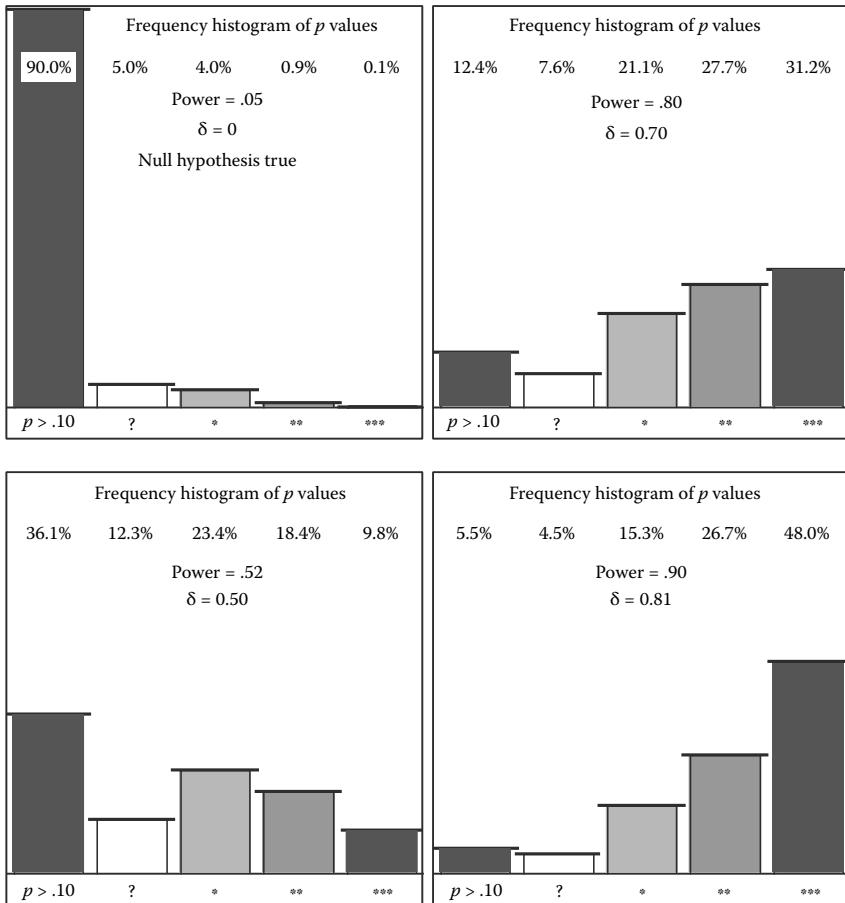 Frequency histogram of p values
90.0% 5.0% 4.0% 0.9% 0.1%
Power = .05
δ = 0
Null hypothesis true
p > .10 ? * ** ***
Frequency histogram of p values
12.4% 7.6% 21.1% 27.7% 31.2%
Power = .80
δ = 0.70
p > .10 ? * ** ***
Frequency histogram of p values
36.1% 12.3% 23.4% 18.4% 9.8%
Power = .52
δ = 0.50
p > .10 ? * ** ***
Frequency histogram of p values
5.5% 4.5% 15.3% 26.7% 48.0%
Power = .90
δ = 0.81
p > .10 ? * ** ***